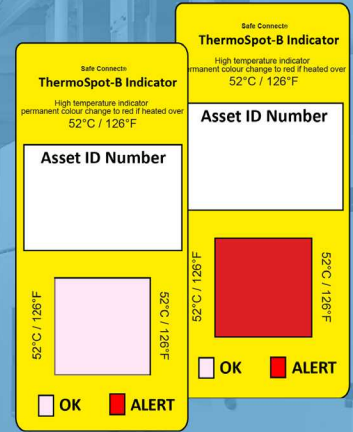 Safe Connectn
ThermoSpot-B Indicator
High temperature indicator
permanent colour change to red if heated over
52°C / 126°F
Asset ID Number
52°C / 126°F
52°C / 126°F
OK
ALERT
Safe Connectn
ThermoSpot-B Indicator
High temperature indicator
rmanent colour change to red if heated over
52°C / 126°F
Asset ID Number
52°C / 126°F
52°C / 126°F
OK
ALERT